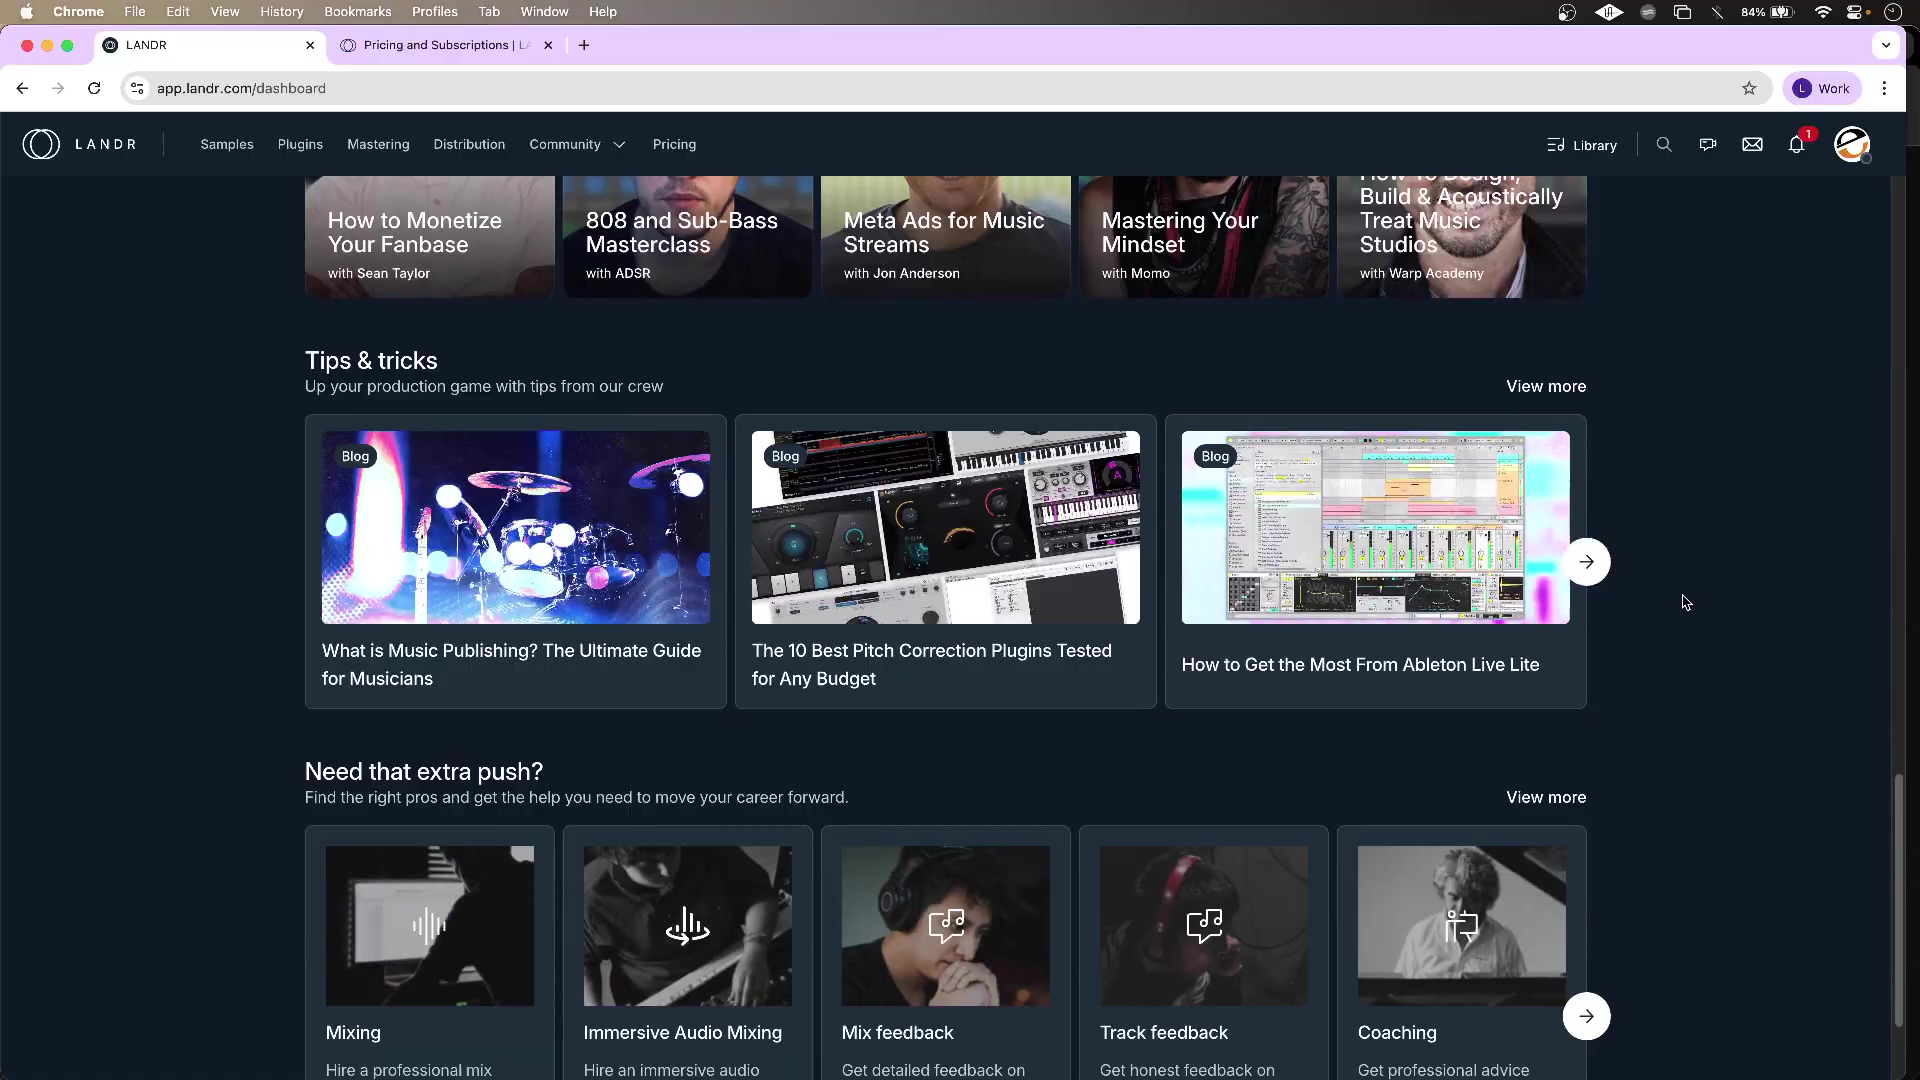 Chrome File Edit View History Bookmarks Profiles Tab Window Help
84%
LANDR
Pricing and Subscriptions | LA
app.landr.com/dashboard
Work
LANDR
Samples Plugins Mastering Distribution Community Pricing
Library
1
How to Monetize
Your Fanbase
with Sean Taylor
808 and Sub-Bass
Masterclass
with ADSR
Meta Ads for Music
Streams
with Jon Anderson
Mastering Your
Mindset
with Momo
How To Design,
Build & Acoustically
Treat Music
Studios
with Warp Academy
Tips & tricks
Up your production game with tips from our crew
View more
Blog
What is Music Publishing? The Ultimate Guide
for Musicians
Blog
The 10 Best Pitch Correction Plugins Tested
for Any Budget
Blog
How to Get the Most From Ableton Live Lite
Need that extra push?
Find the right pros and get the help you need to move your career forward.
View more
Mixing
Hire a professional mix
Immersive Audio Mixing
Hire an immersive audio
Mix feedback
Get detailed feedback on
Track feedback
Get honest feedback on
Coaching
Get professional advice